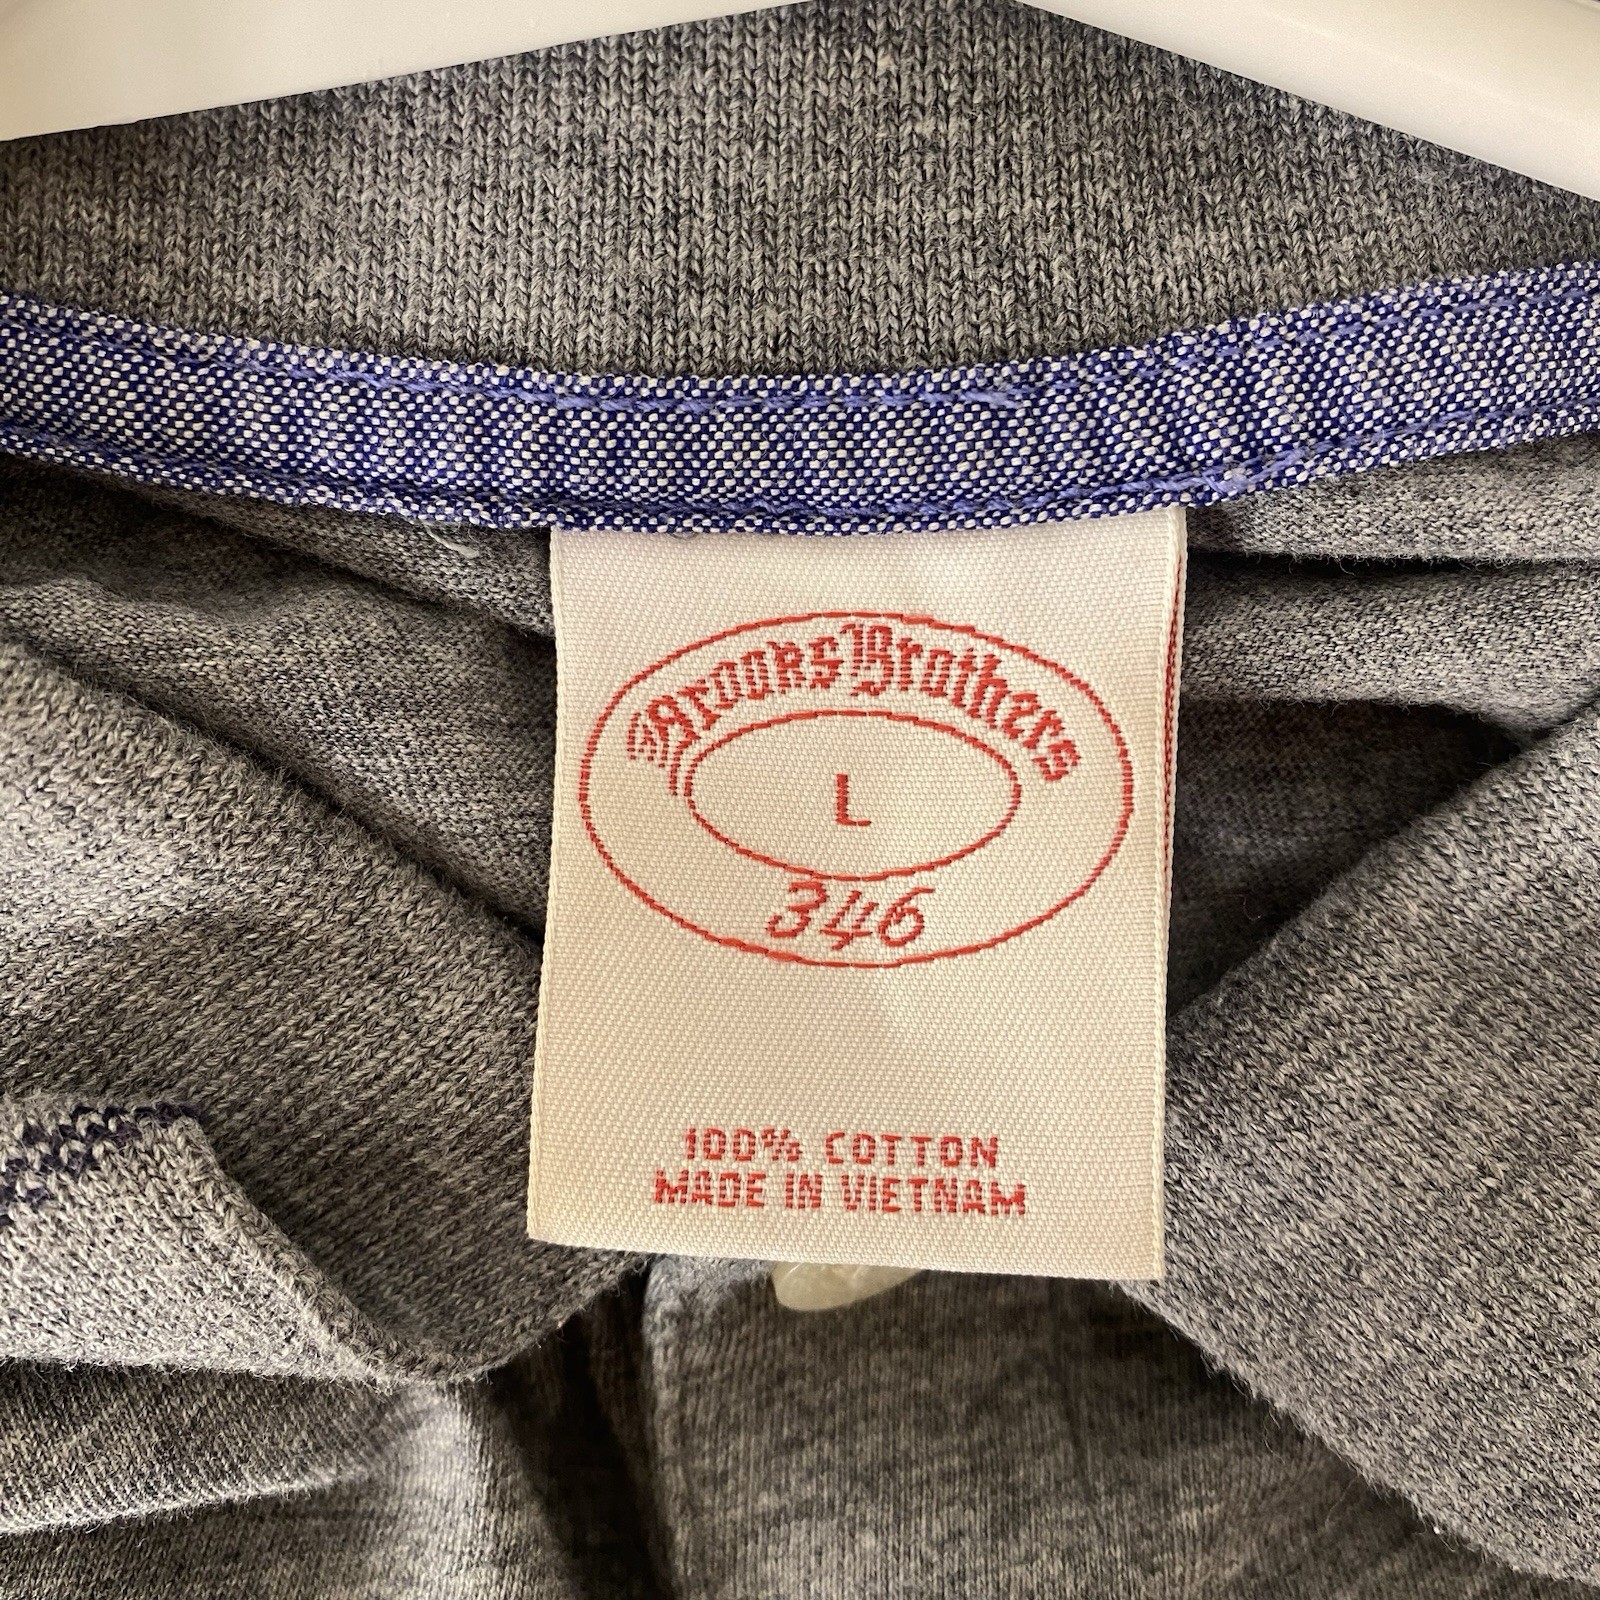 Brooks Brothers
L
346
100% COTTON
MADE IN VIETNAM